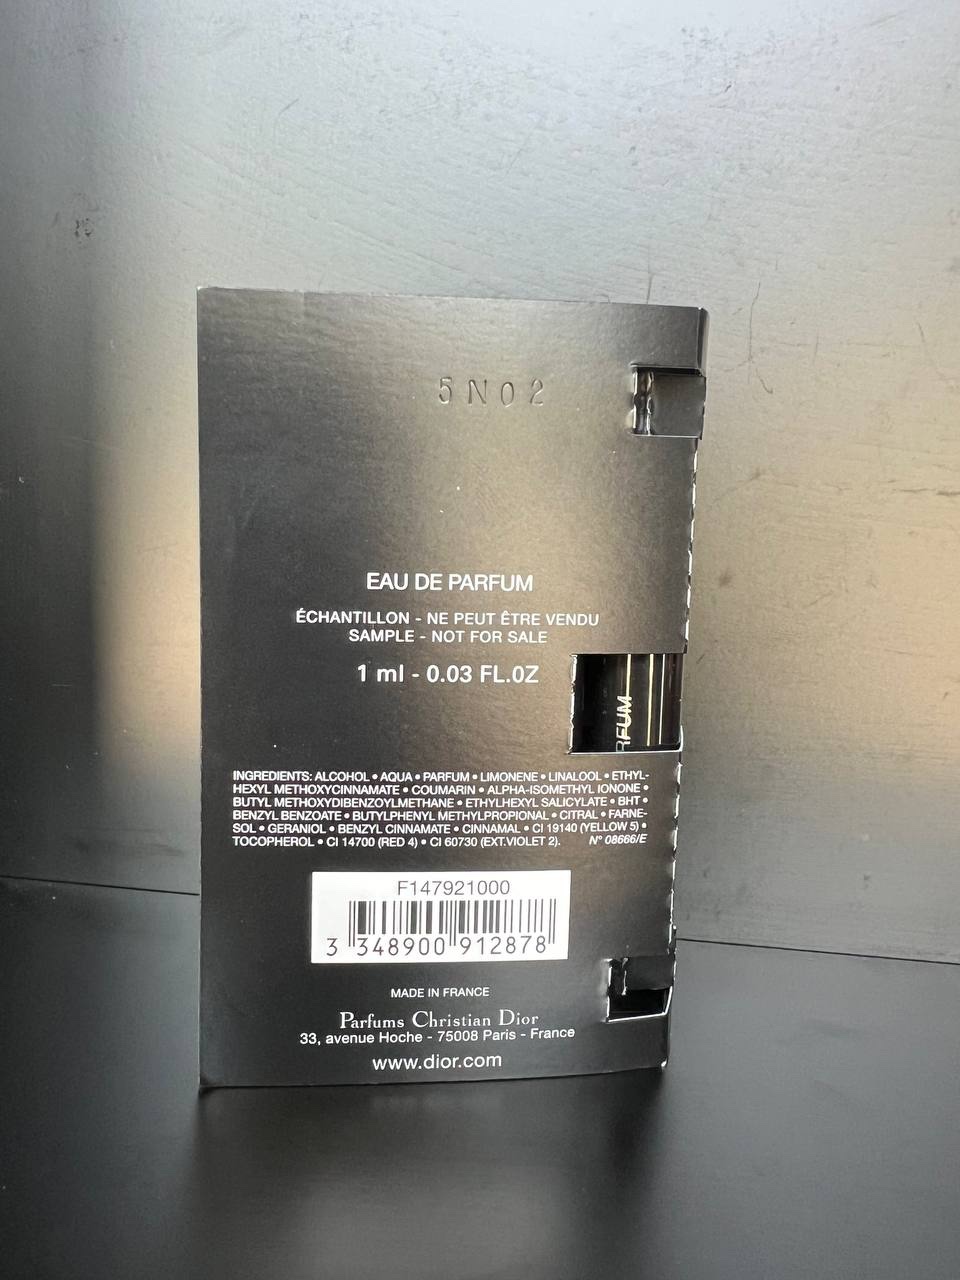 5N02
EAU DE PARFUM
ÉCHANTILLON - NE PEUT ÊTRE VENDU
SAMPLE - NOT FOR SALE
1 ml - 0.03 FL.OZ
RFUM
INGREDIENTS: ALCOHOL • AQUA • PARFUM • LIMONENE • LINALOOL • ETHYL-
HEXYL METHOXYCINNAMATE • COUMARIN • ALPHA-ISOMETHYL IONONE •
BUTYL METHOXYDIBENZOYLMETHANE • ETHYLHEXYL SALICYLATE • BHT •
BENZYL BENZOATE • BUTYLPHENYL METHYLPROPIONAL • CITRAL • FARNE-
SOL • GERANIOL • BENZYL CINNAMATE • CINNAMAL • CI 19140 (YELLOW 5) •
TOCOPHEROL • CI 14700 (RED 4) • CI 60730 (EXT.VIOLET 2). N° 08666/E
F147921000
3 348900 912878
MADE IN FRANCE
Parfums Christian Dior
33, avenue Hoche - 75008 Paris - France
www.dior.com